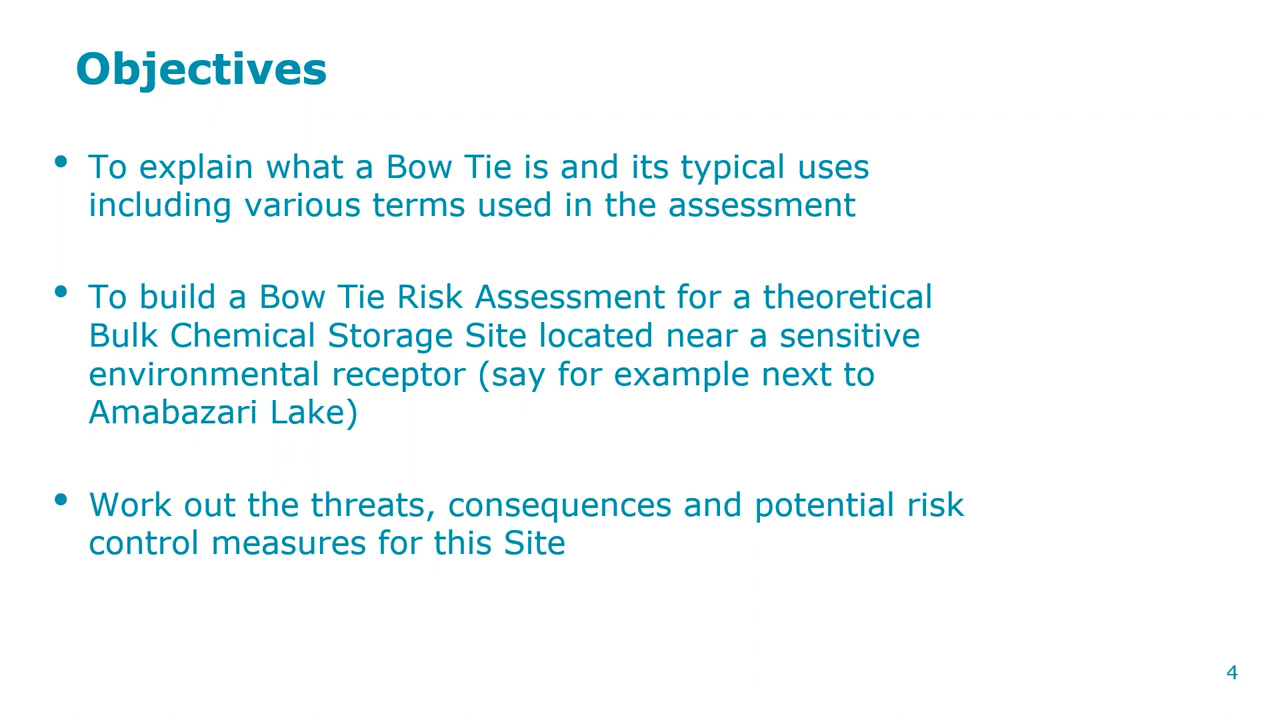 Objectives
• To explain what a Bow Tie is and its typical uses
including various terms used in the assessment
• To build a Bow Tie Risk Assessment for a theoretical
Bulk Chemical Storage Site located near a sensitive
environmental receptor (say for example next to
Amabazari Lake)
• Work out the threats, consequences and potential risk
control measures for this Site
4